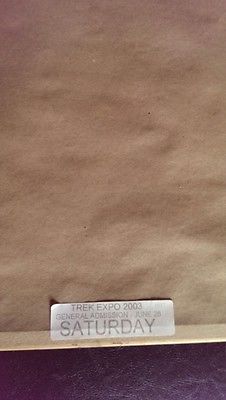 TREK EXPO 2003
GENERAL ADMISSION - JUNE 28
SATURDAY